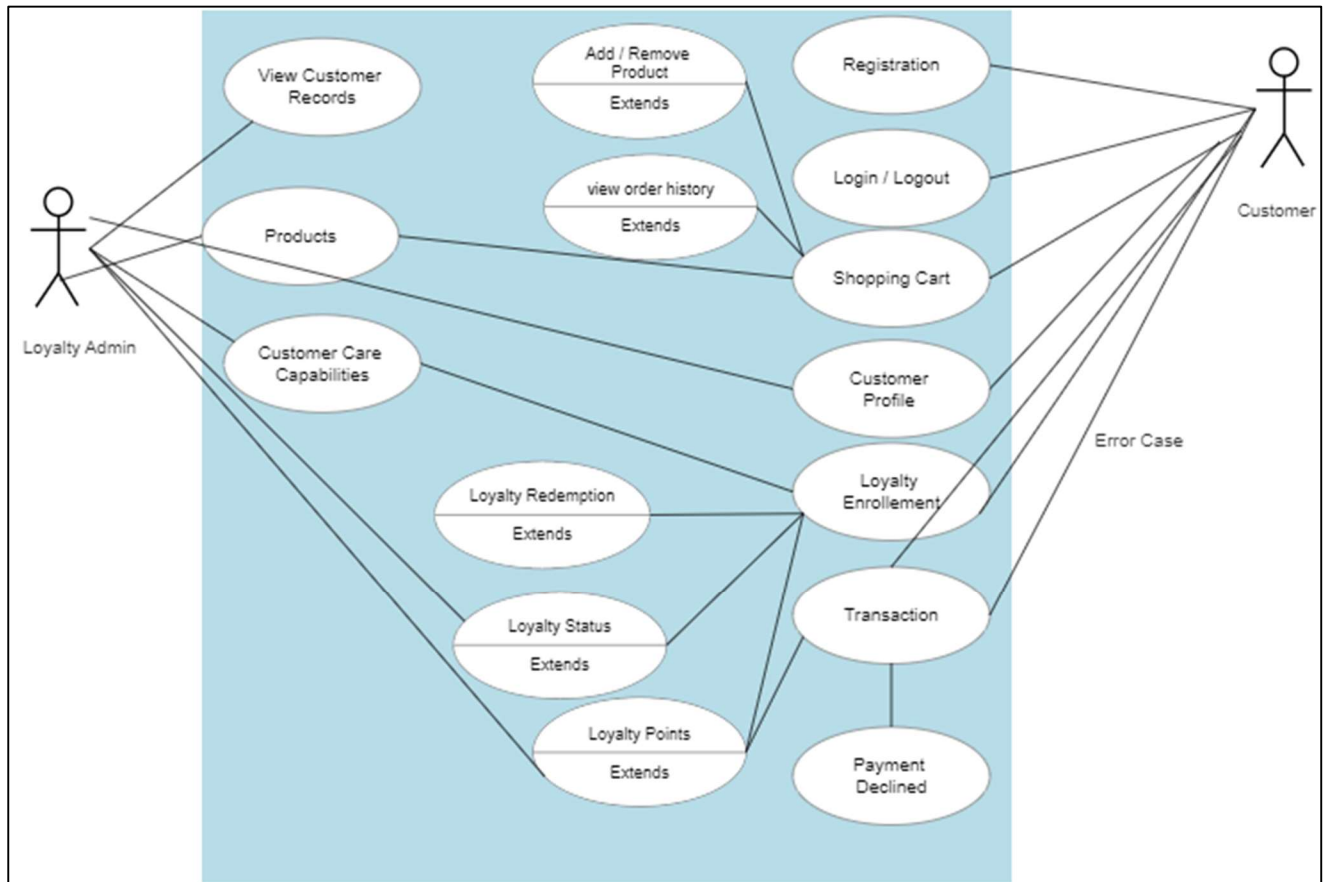 View Customer
Records
Add / Remove
Product
Extends
Registration
Login / Logout
view order history
Extends
Customer
Products
Shopping Cart
Loyalty Admin
Customer Care
Capabilities
Customer
Profile
Error Case
Loyalty
Enrollement
Loyalty Redemption
Extends
Transaction
Loyalty Status
Extends
Loyalty Points
Extends
Payment
Declined